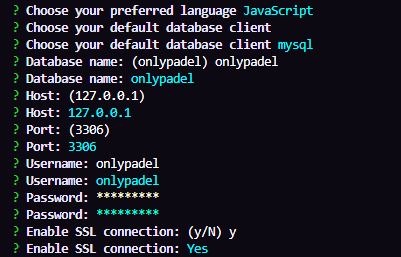 ? Choose your preferred language JavaScript
? Choose your default database client
? Choose your default database client mysql
? Database name: (onlypadel) onlypadel
? Database name: onlypadel
? Host: (127.0.0.1)
? Host: 127.0.0.1
? Port: (3306)
? Port: 3306
? Username: onlypadel
? Username: onlypadel
? Password: *********
? Password: *********
? Enable SSL connection: (y/N) y
? Enable SSL connection: Yes